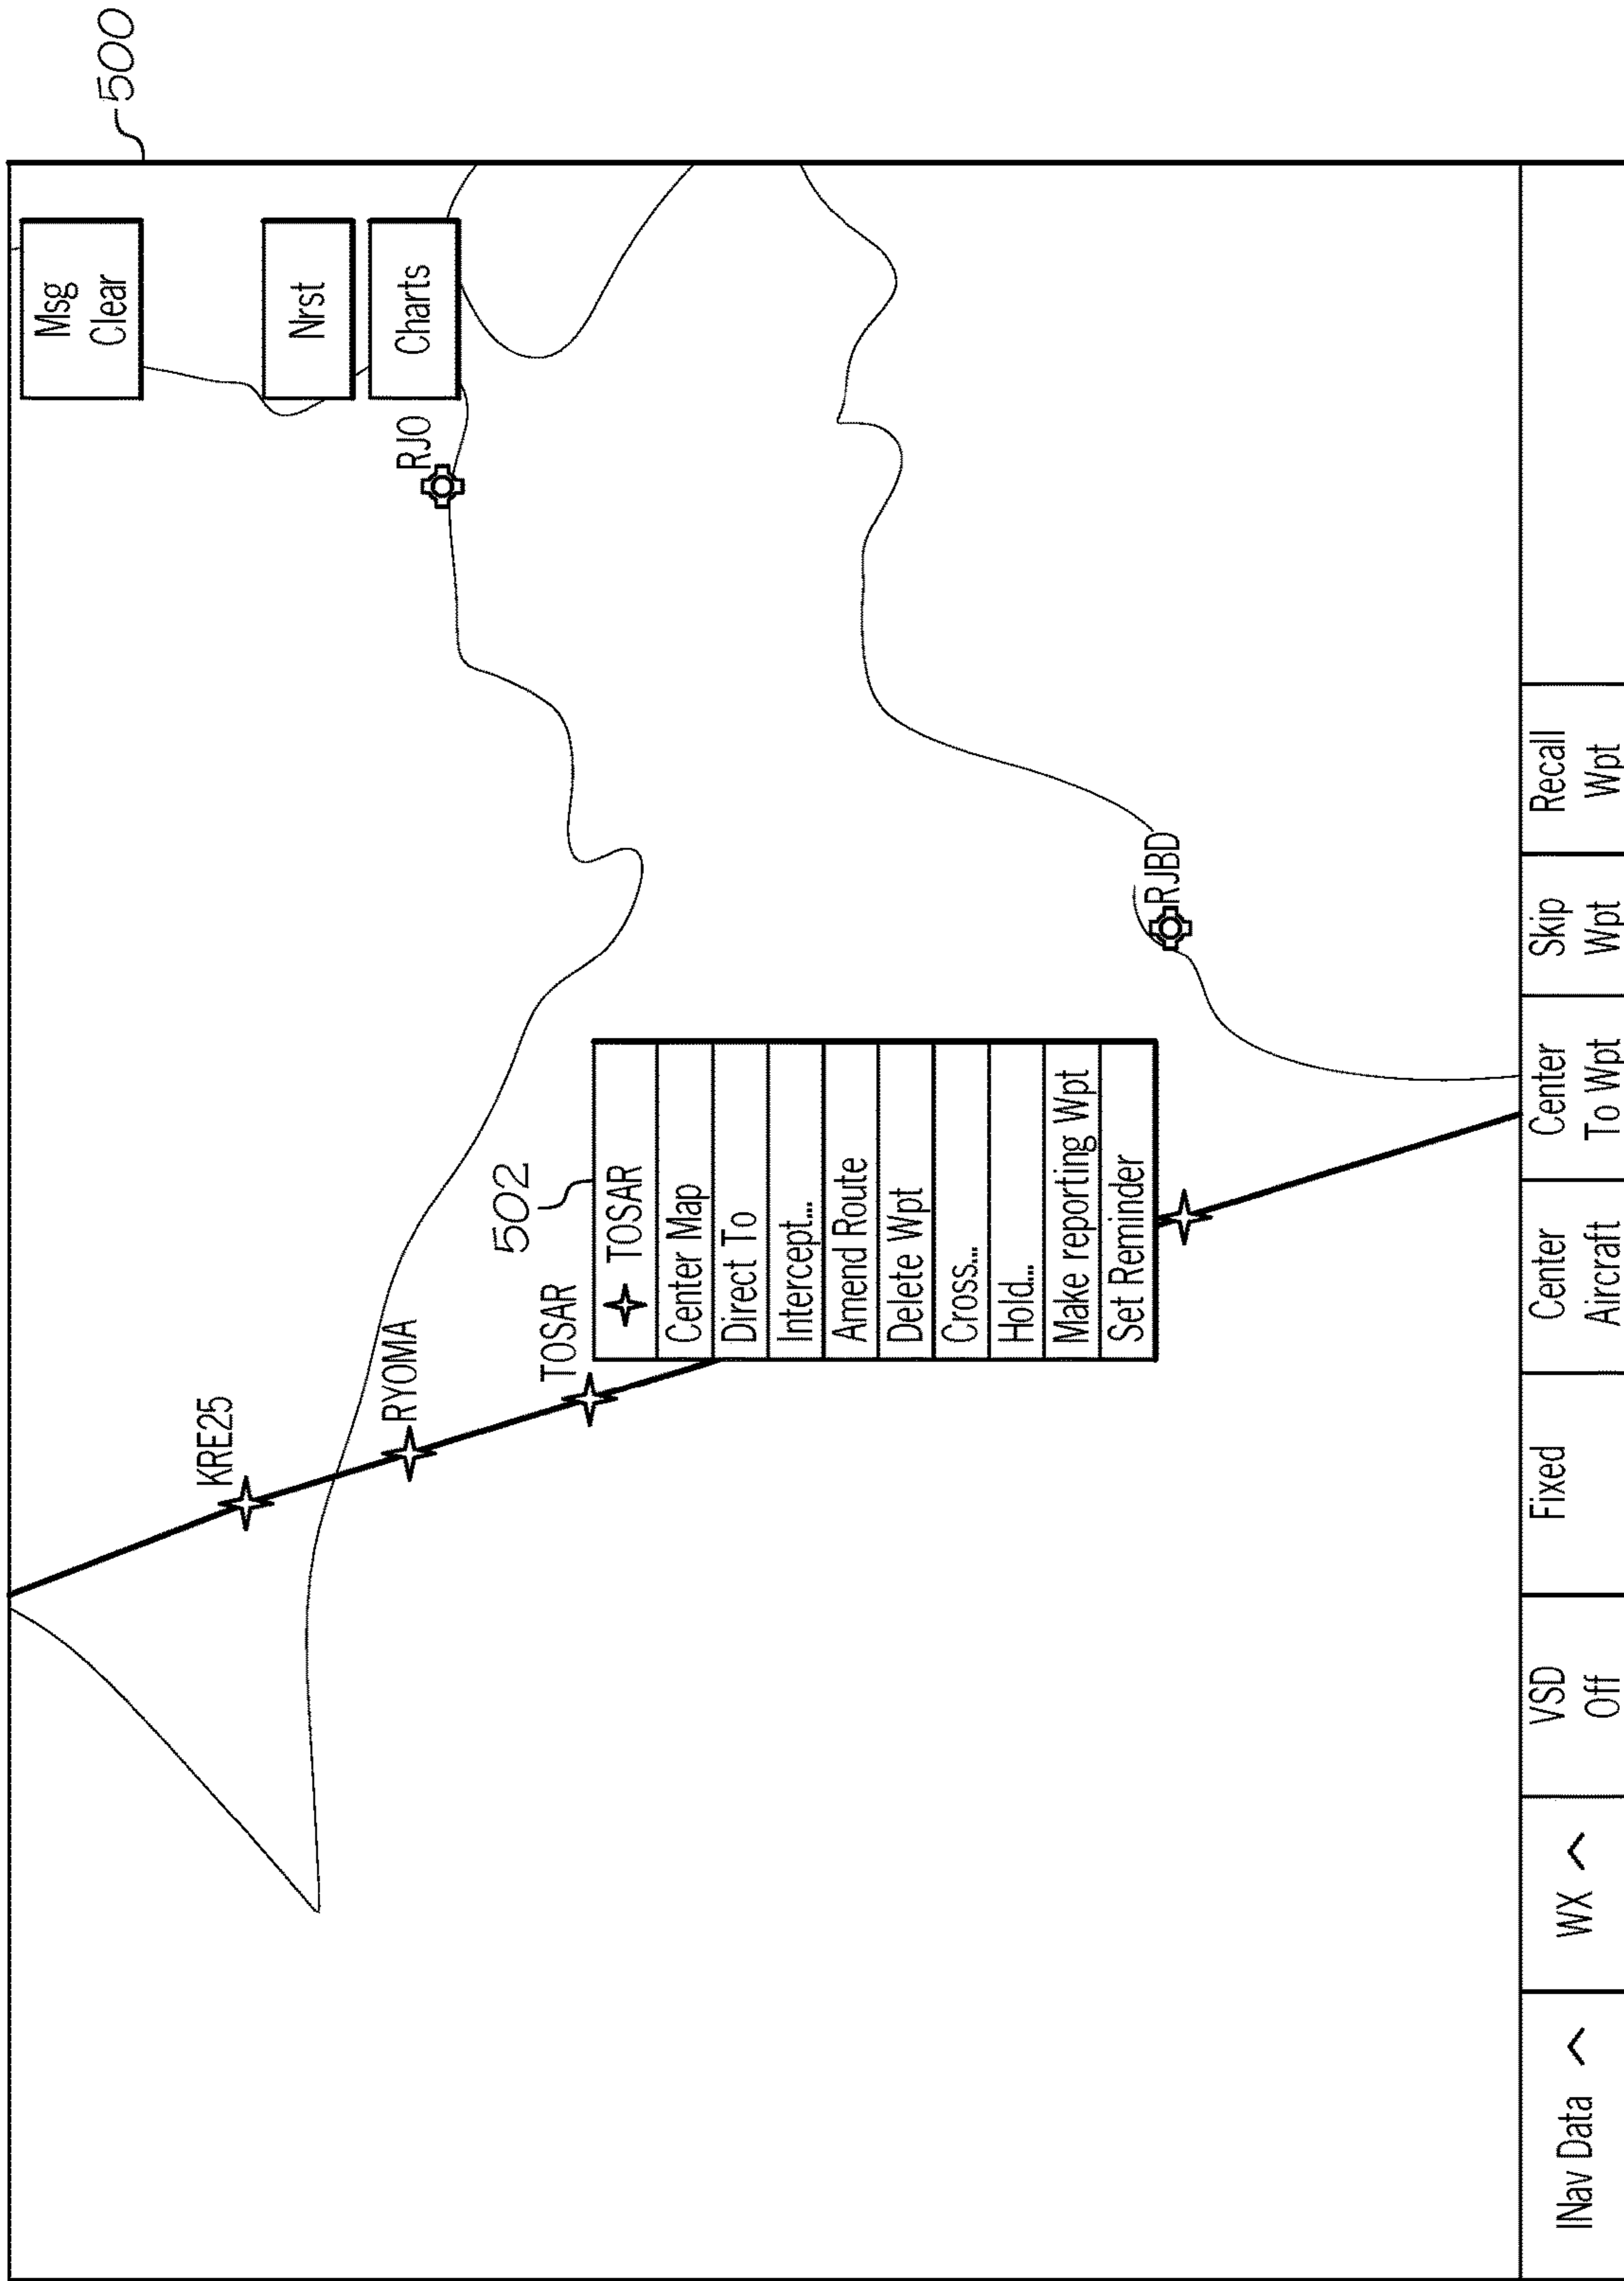 500
Msg
Clear
Nrst
Charts
RJO
KRE25
RYOMA
TOSAR
502
TOSAR
Center Map
Direct To
Intercept...
Amend Route
Delete Wpt
Cross...
Hold...
Make reporting Wpt
Set Reminder
RJBD
INav Data
WX
VSD
Off
Fixed
Center
Aircraft
Center
To Wpt
Skip
Wpt
Recall
Wpt